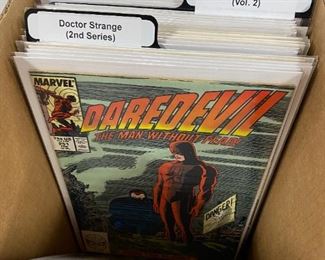 (Vol. 2)
Doctor Strange
(2nd Series)
MARVEL
DAREDEVIL
THE MAN WITHOUT FEAR
DANGER!